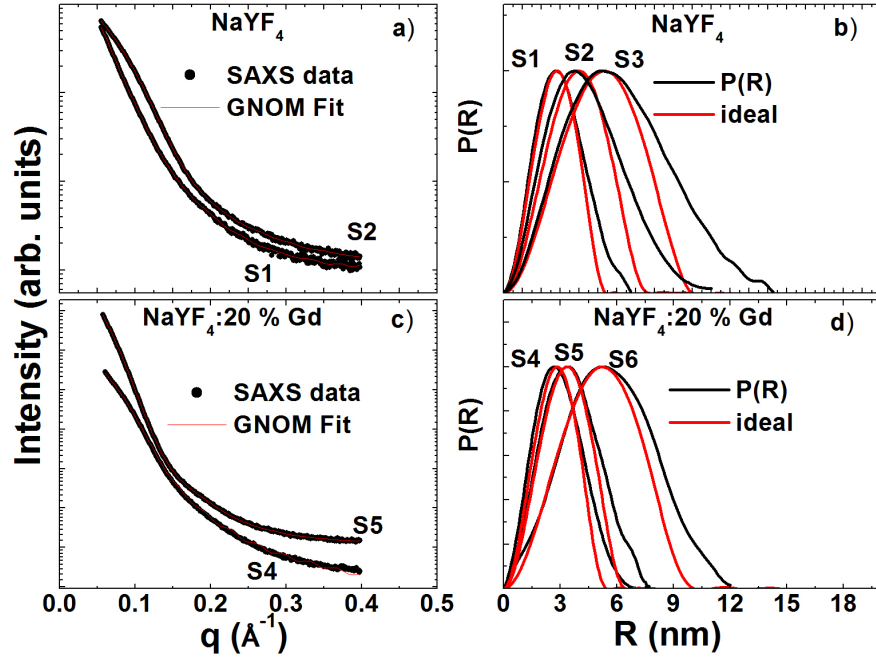 NaYF4
a)
SAXS data
GNOM Fit
S2
S1
NaYF4
b)
S1
S2
S3
P(R)
ideal
P(R)
NaYF4:20 % Gd
c)
SAXS data
GNOM Fit
S5
S4
0.0 0.1 0.2 0.3 0.4 0.5
q (Å-1)
Intensity (arb. units)
NaYF4:20 % Gd
d)
S4
S5
S6
P(R)
ideal
P(R)
0 3 6 9 12 15 18
R (nm)